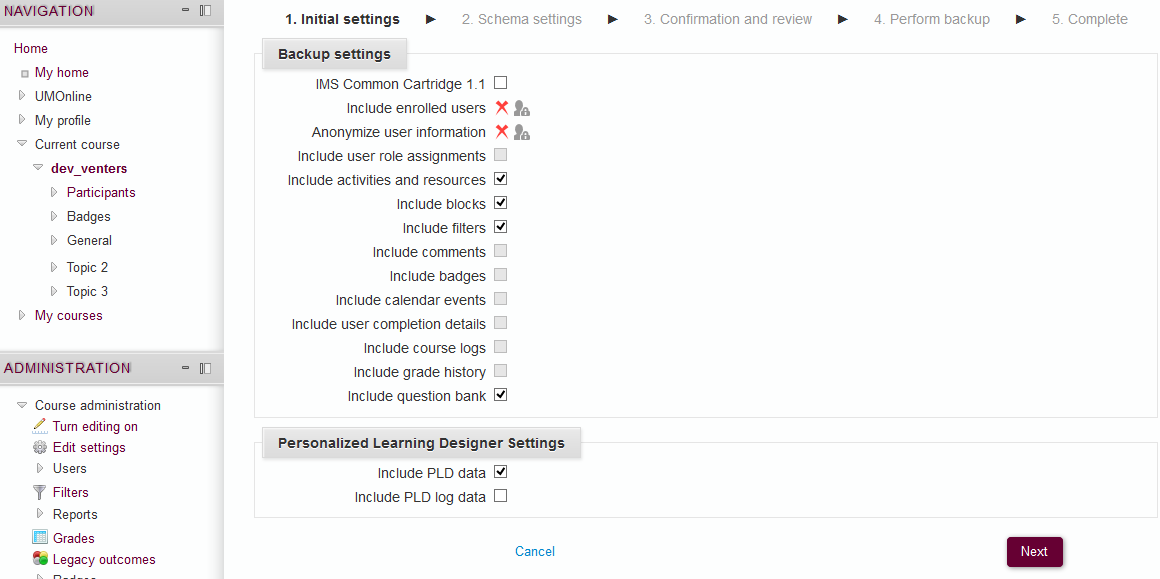 NAVIGATION
Home
My home
UMOnline
My profile
Current course
dev_venters
Participants
Badges
General
Topic 2
Topic 3
My courses
ADMINISTRATION
Course administration
Turn editing on
Edit settings
Users
Filters
Reports
Grades
Legacy outcomes
Badges
1. Initial settings ► 2. Schema settings ► 3. Confirmation and review ► 4. Perform backup ► 5. Complete
Backup settings
IMS Common Cartridge 1.1
Include enrolled users
Anonymize user information
Include user role assignments
Include activities and resources
Include blocks
Include filters
Include comments
Include badges
Include calendar events
Include user completion details
Include course logs
Include grade history
Include question bank
Personalized Learning Designer Settings
Include PLD data
Include PLD log data
Cancel
Next